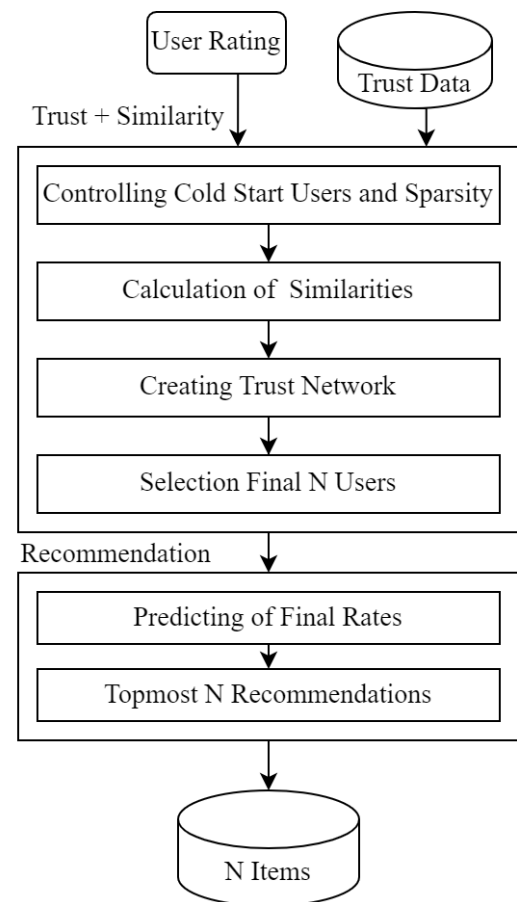 User Rating
Trust Data
Trust + Similarity
Controlling Cold Start Users and Sparsity
Calculation of Similarities
Creating Trust Network
Selection Final N Users
Recommendation
Predicting of Final Rates
Topmost N Recommendations
N Items